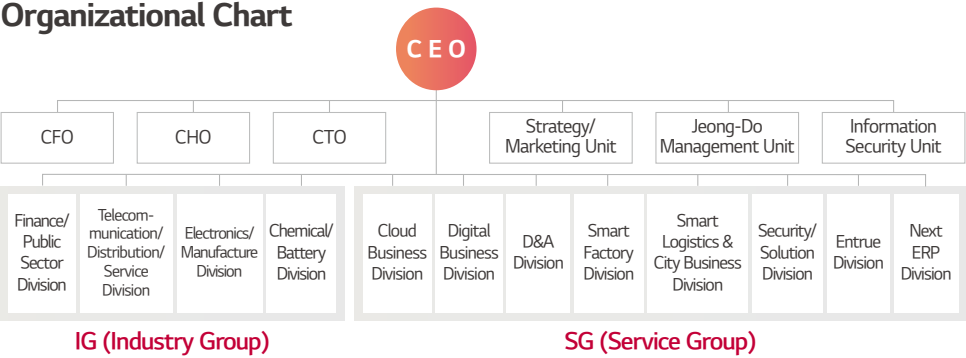 Organizational Chart
CEO
CFO
CHO
CTO
Strategy/
Marketing Unit
Jeong-Do
Management Unit
Information
Security Unit
Finance/
Public
Sector
Division
Telecom-
munication/
Distribution/
Service
Division
Electronics/
Manufacture
Division
Chemical/
Battery
Division
Cloud
Business
Division
Digital
Business
Division
D&A
Division
Smart
Factory
Division
Smart
Logistics &
City Business
Division
Security/
Solution
Division
Entrue
Division
Next
ERP
Division
IG (Industry Group)
SG (Service Group)